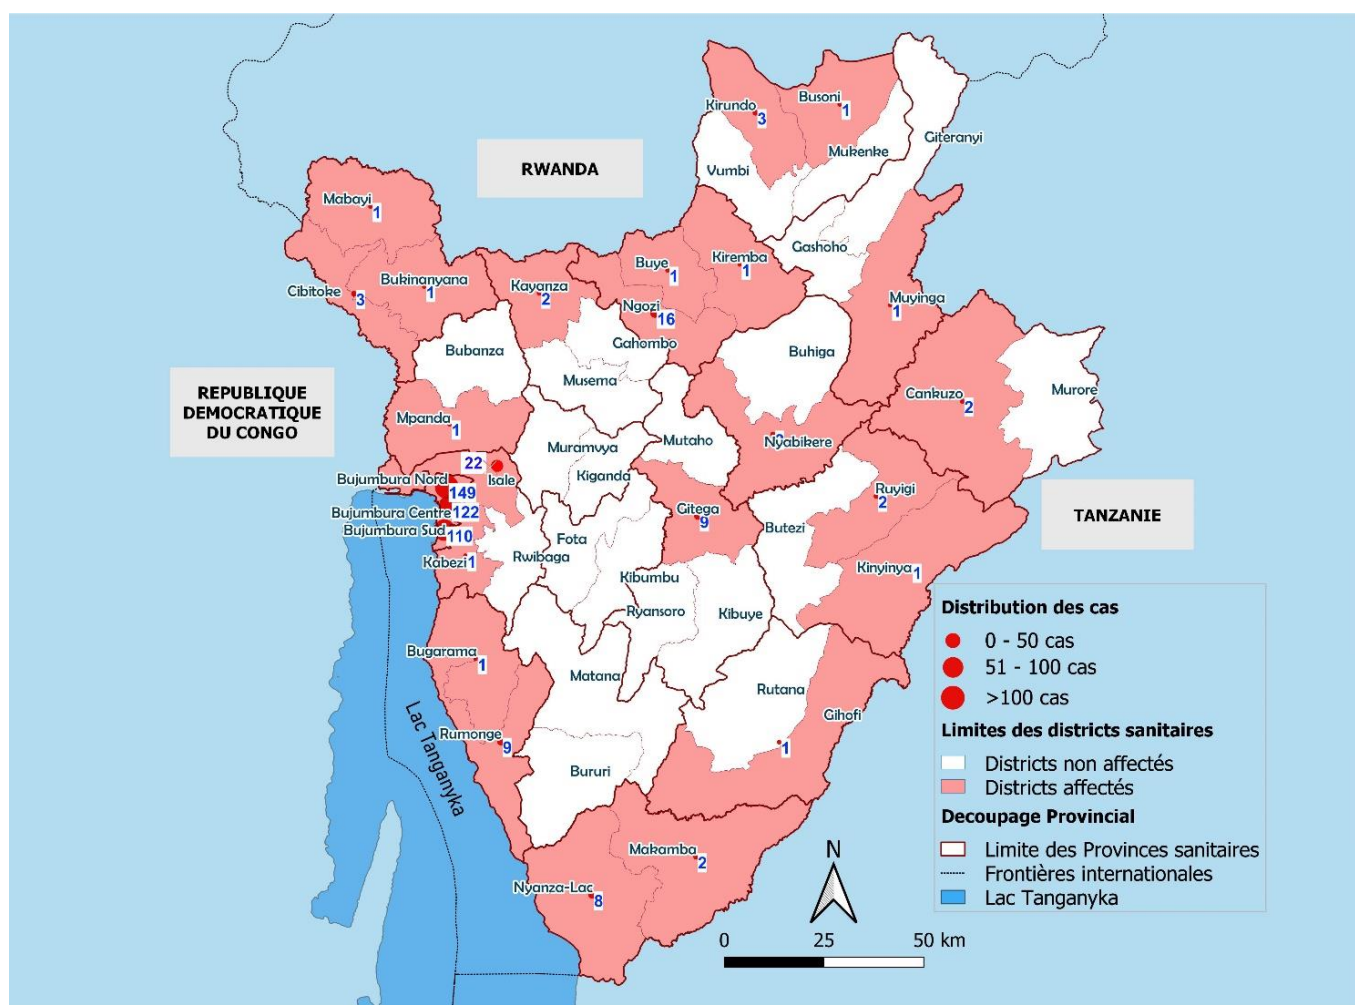 Kirundo
3
Busoni
1
Giteranyi
Mukenke
RWANDA
Vumbi
Mabayi
1
Gashoho
Buye
1
Kiremba
1
Bukinanyana
1
Cibitoke
3
Kayanza
2
Ngozi
16
Muyinga
1
Gahombo
Bubanza
Buhiga
Musema
REPUBLIQUE
DEMOCRATIQUE
DU CONGO
Cankuzo
2
Murore
Mpanda
1
Muramvya
Mutaho
Nyabikere
22
Isale
Kiganda
Bujumbura Nord
149
Ruyigi
2
Bujumbura Centre
122
Gitega
9
TANZANIE
Bujumbura Sud
110
Butezi
Fota
Rwibaga
Kabezi
1
Kinyinya
1
Kibumbu
Ryansoro
Kibuye
Bugarama
1
Matana
Rutana
1
Gihofi
Lac Tanganyka
Rumonge
9
Bururi
Makamba
2
Nyanza-Lac
8
Distribution des cas
0 - 50 cas
51 - 100 cas
>100 cas
Limites des districts sanitaires
Districts non affectés
Districts affectés
Decoupage Provincial
Limite des Provinces sanitaires
Frontières internationales
Lac Tanganyka
N
0 25 50 km